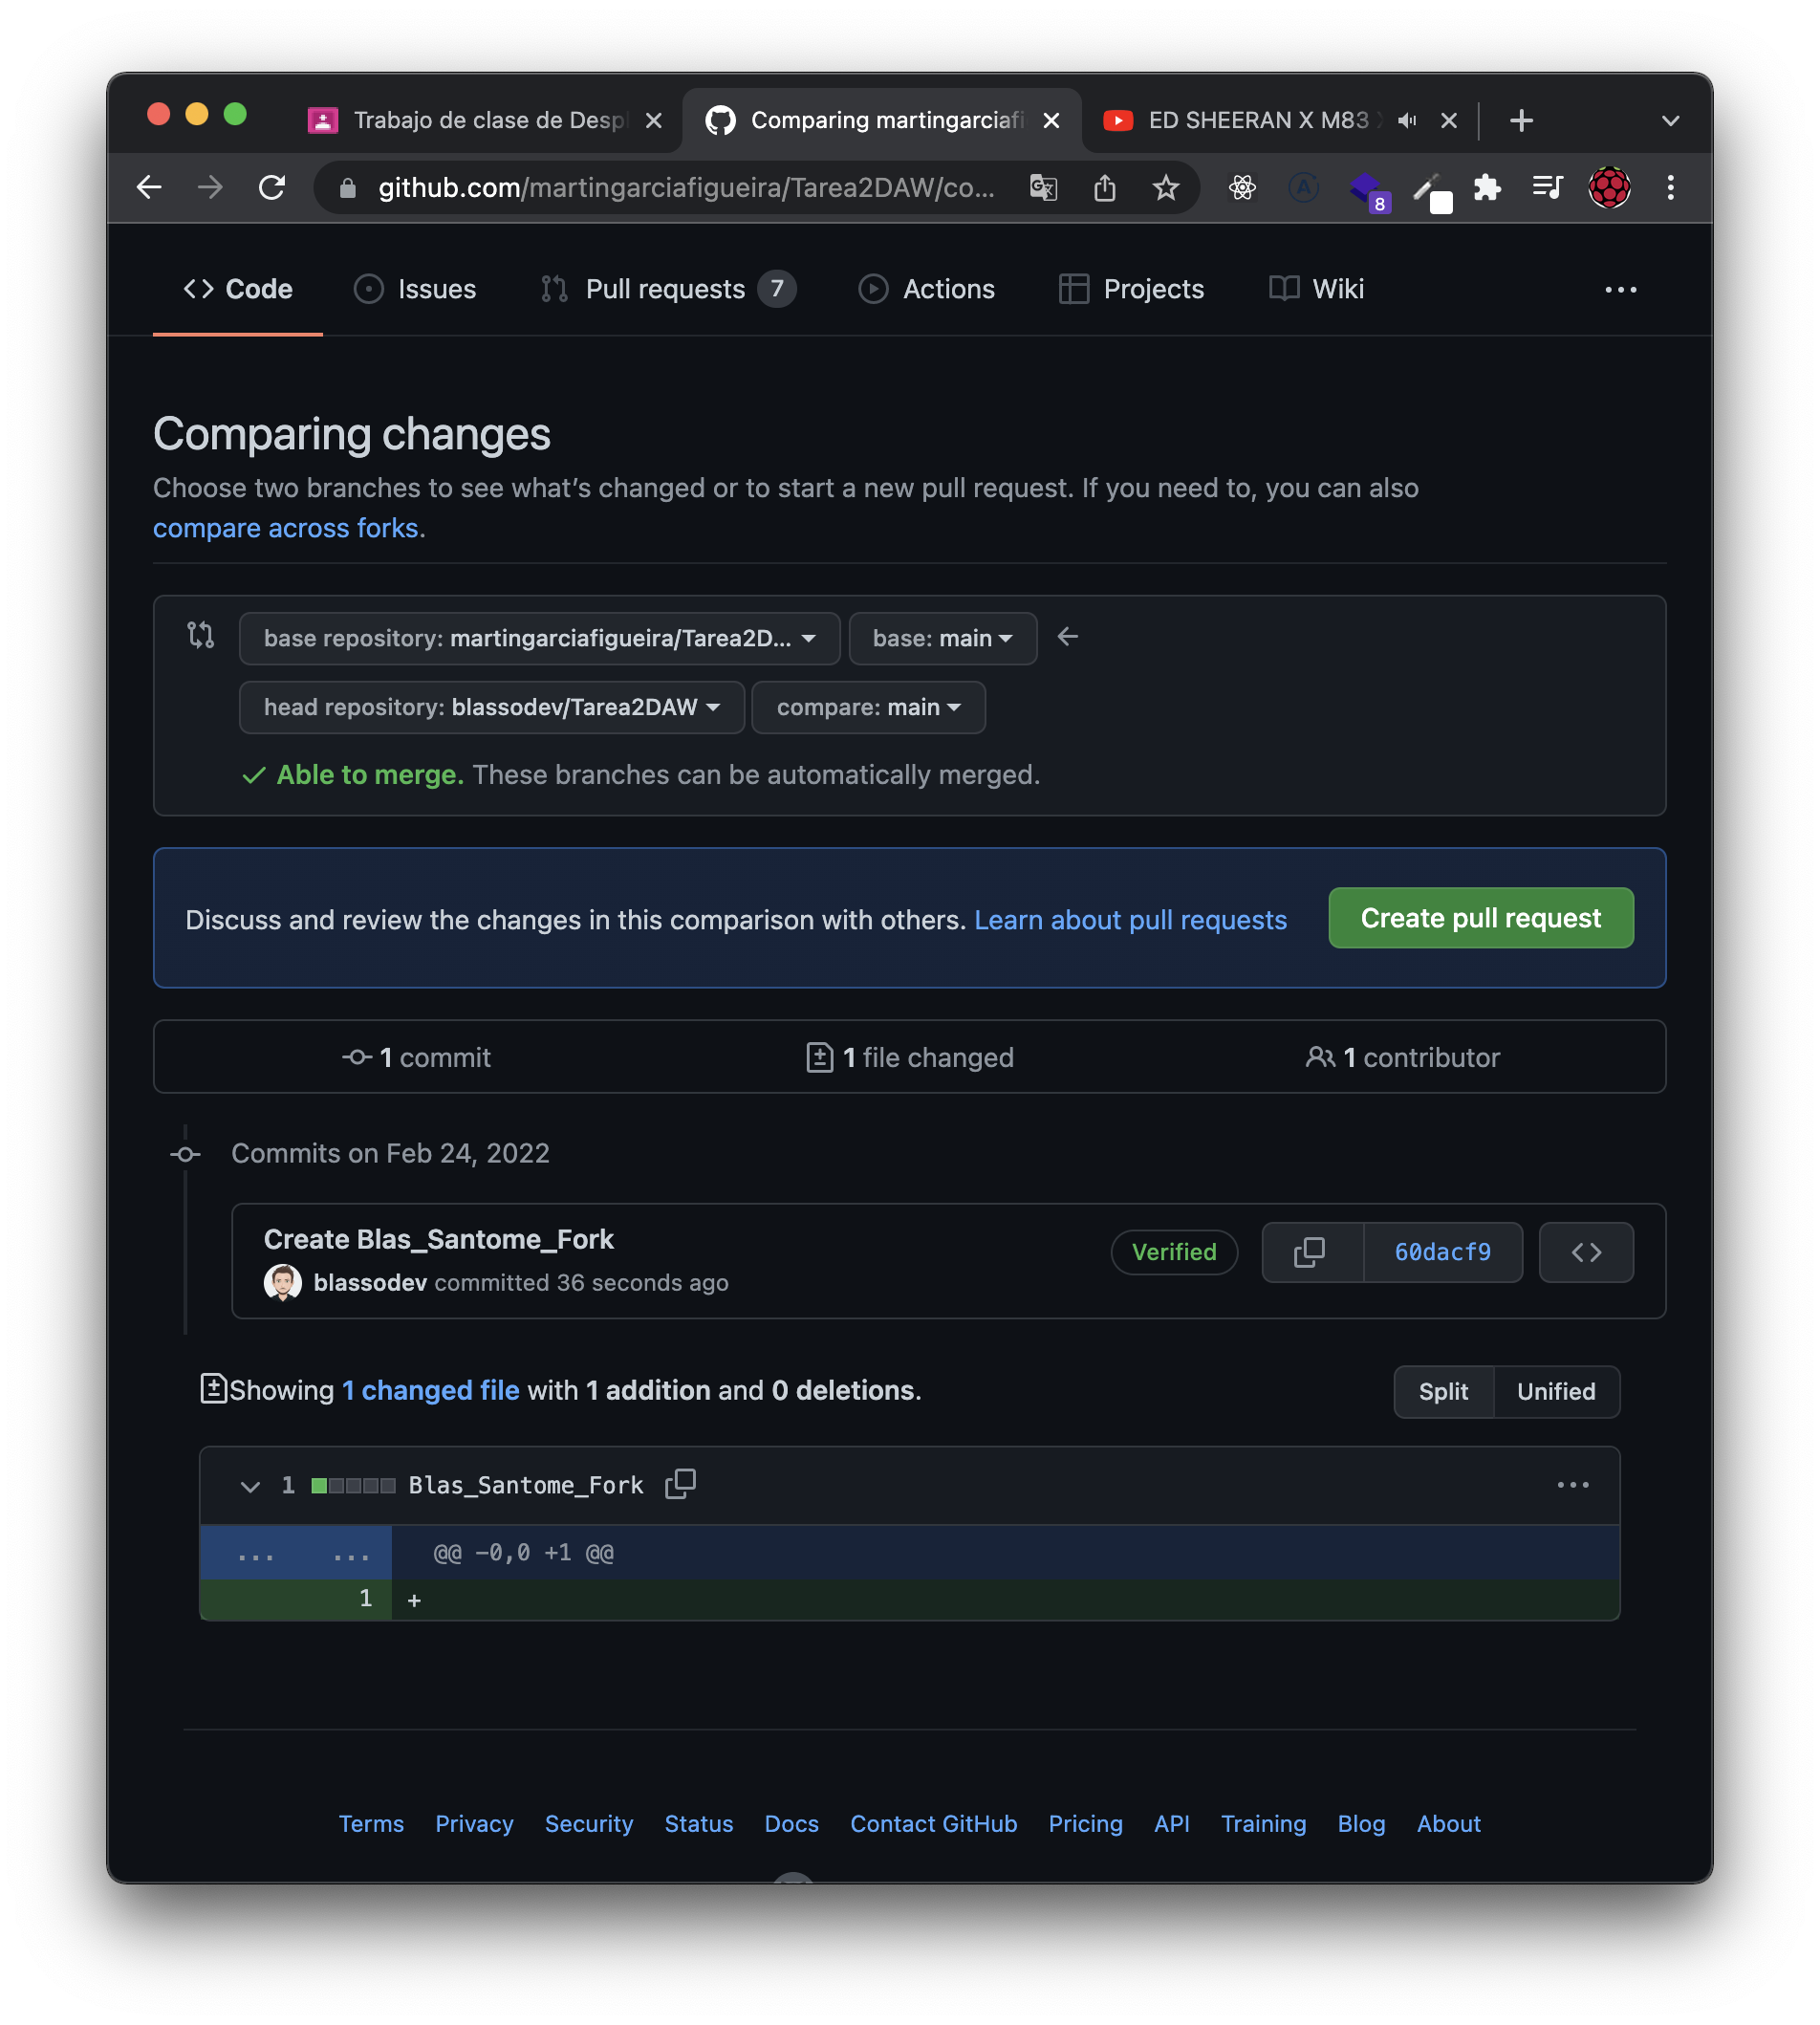 Trabajo de clase de Despl
Comparing martingarciafi
ED SHEERAN X M83 X
github.com/martingarciafigueira/Tarea2DAW/co...
8
Code Issues Pull requests 7 Actions Projects Wiki
Comparing changes
Choose two branches to see what's changed or to start a new pull request. If you need to, you can also
compare across forks.
base repository: martingarciafigueira/Tarea2D... base: main
head repository: blassodev/Tarea2DAW compare: main
Able to merge. These branches can be automatically merged.
Discuss and review the changes in this comparison with others. Learn about pull requests Create pull request
1 commit 1 file changed 1 contributor
Commits on Feb 24, 2022
Create Blas_Santome_Fork
Verified 60dacf9
blassodev committed 36 seconds ago
Showing 1 changed file with 1 addition and 0 deletions. Split Unified
1 Blas_Santome_Fork
... ... @@ -0,0 +1 @@
1 +
Terms Privacy Security Status Docs Contact GitHub Pricing API Training Blog About